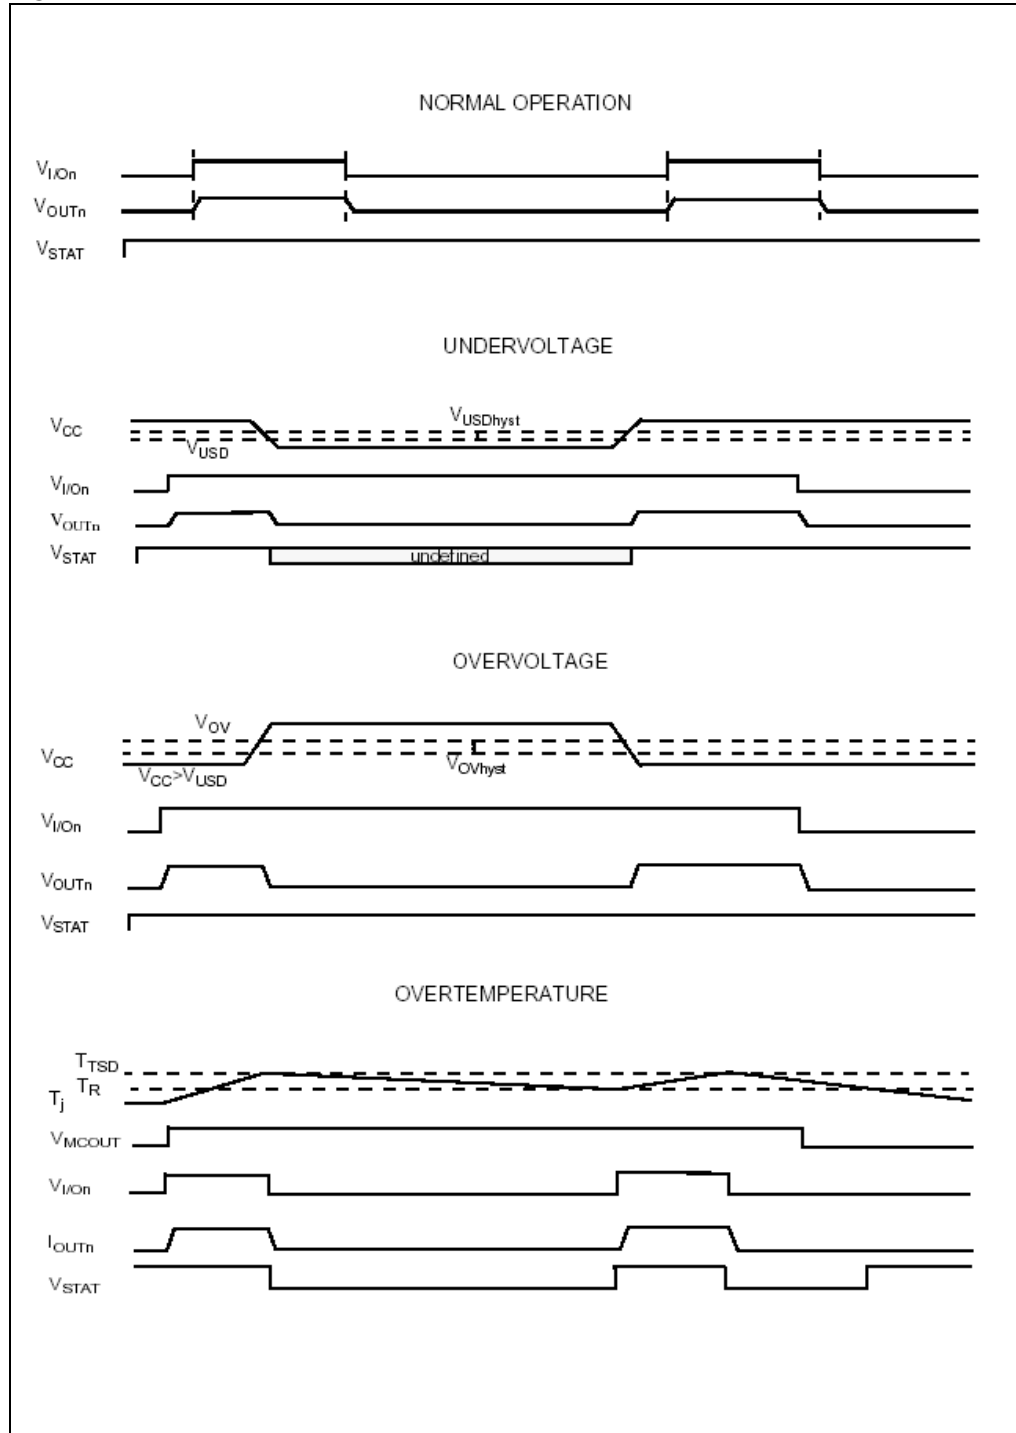 NORMAL OPERATION
VI/On
VOUTn
VSTAT
UNDERVOLTAGE
VCC
VUSDhyst
VUSD
VI/On
VOUTn
VSTAT
undefined
OVERVOLTAGE
VOV
VCC
VOVhyst
VCC>VUSD
VI/On
VOUTn
VSTAT
OVERTEMPERATURE
TTSD
TR
Tj
VMCOUT
VI/On
IOUTn
VSTAT